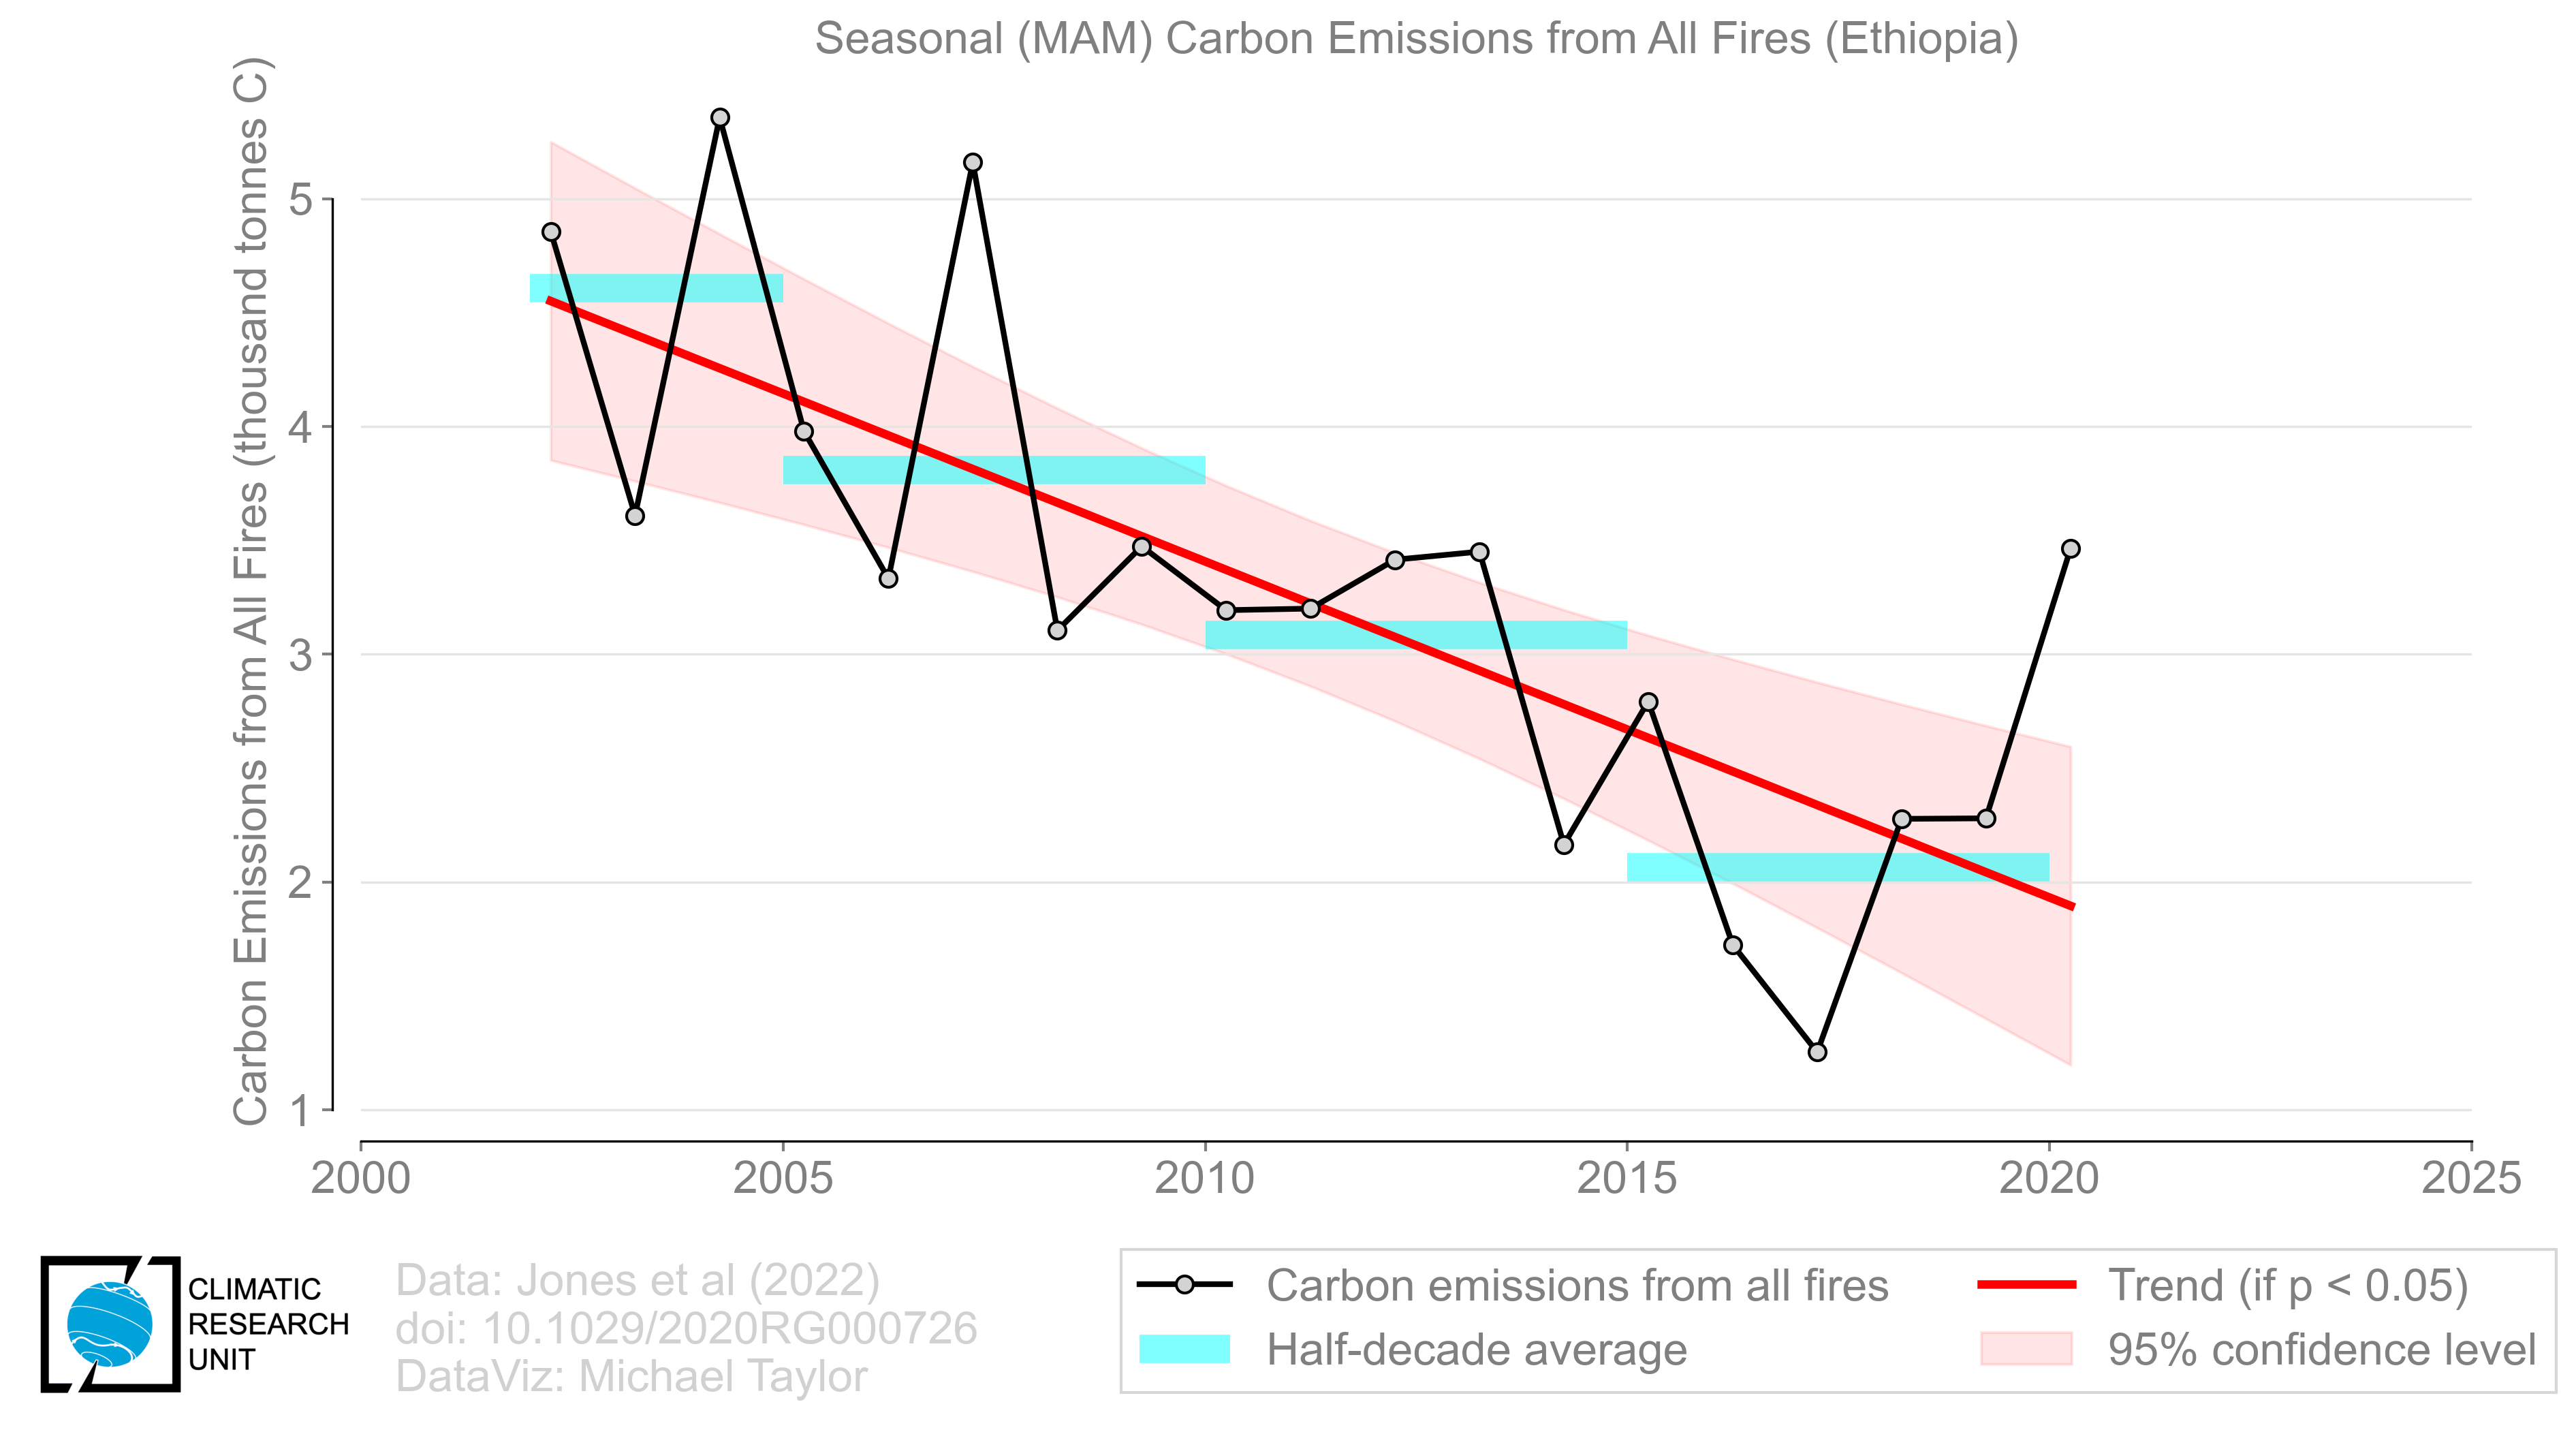 Seasonal (MAM) Carbon Emissions from All Fires (Ethiopia)
Carbon Emissions from All Fires (thousand tonnes C)
5
4
3
2
1
2000 2005 2010 2015 2020 2025
CLIMATIC
RESEARCH
UNIT
Data: Jones et al (2022)
doi: 10.1029/2020RG000726
DataViz: Michael Taylor
Carbon emissions from all fires
Half-decade average
Trend (if p < 0.05)
95% confidence level